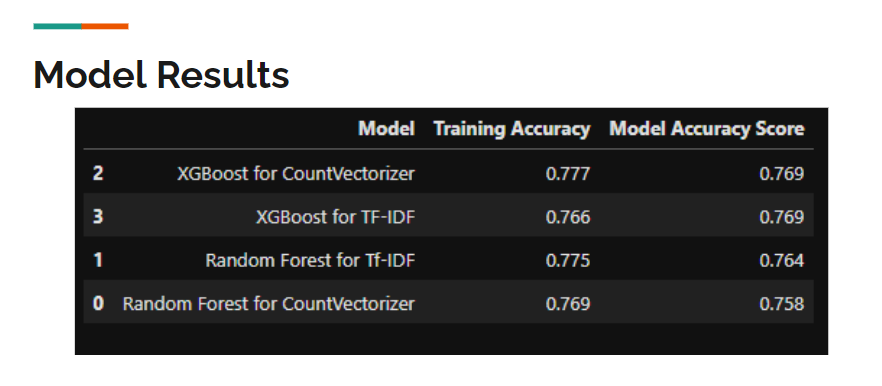 Model Results
Model Training Accuracy Model Accuracy Score
2 XGBoost for CountVectorizer 0.777 0.769
3 XGBoost for TF-IDF 0.766 0.769
1 Random Forest for Tf-IDF 0.775 0.764
0 Random Forest for CountVectorizer 0.769 0.758